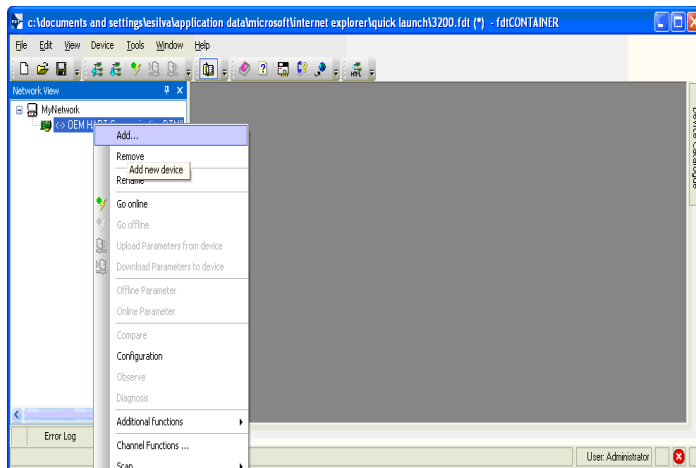 c:\documents and settings\esilva\application data\microsoft\internet explorer\quick launch\3200.fdt (*) - fdtCONTAINER
File Edit View Device Tools Window Help
Network View
MyNetwork
<-> OEM HART
Add...
Remove
Add new device
Rename
Go online
Go offline
Upload Parameters from device
Download Parameters to device
Offline Parameter
Online Parameter
Compare
Configuration
Observe
Diagnosis
Additional functions
Channel Functions ...
Scan
Device Catalogue
Error Log
User: Administrator